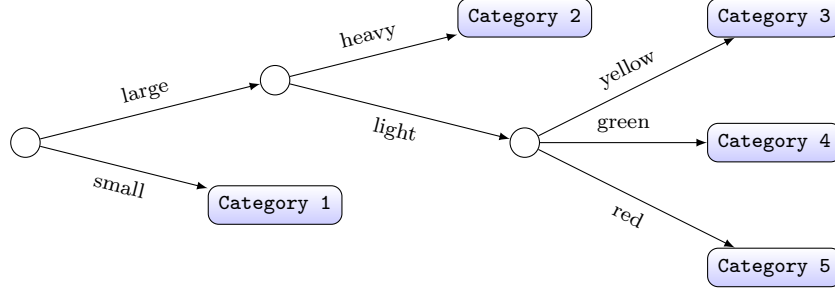 Category 2
Category 3
heavy
yellow
large
green
light
Category 4
small
Category 1
red
Category 5